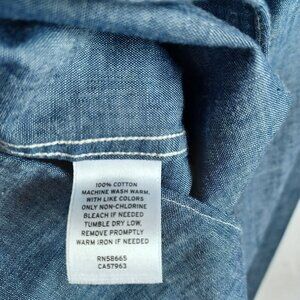 100% COTTON
MACHINE WASH WARM,
WITH LIKE COLORS
ONLY NON-CHLORINE
BLEACH IF NEEDED
TUMBLE DRY LOW,
REMOVE PROMPTLY
WARM IRON IF NEEDED
RN58665
CA57963